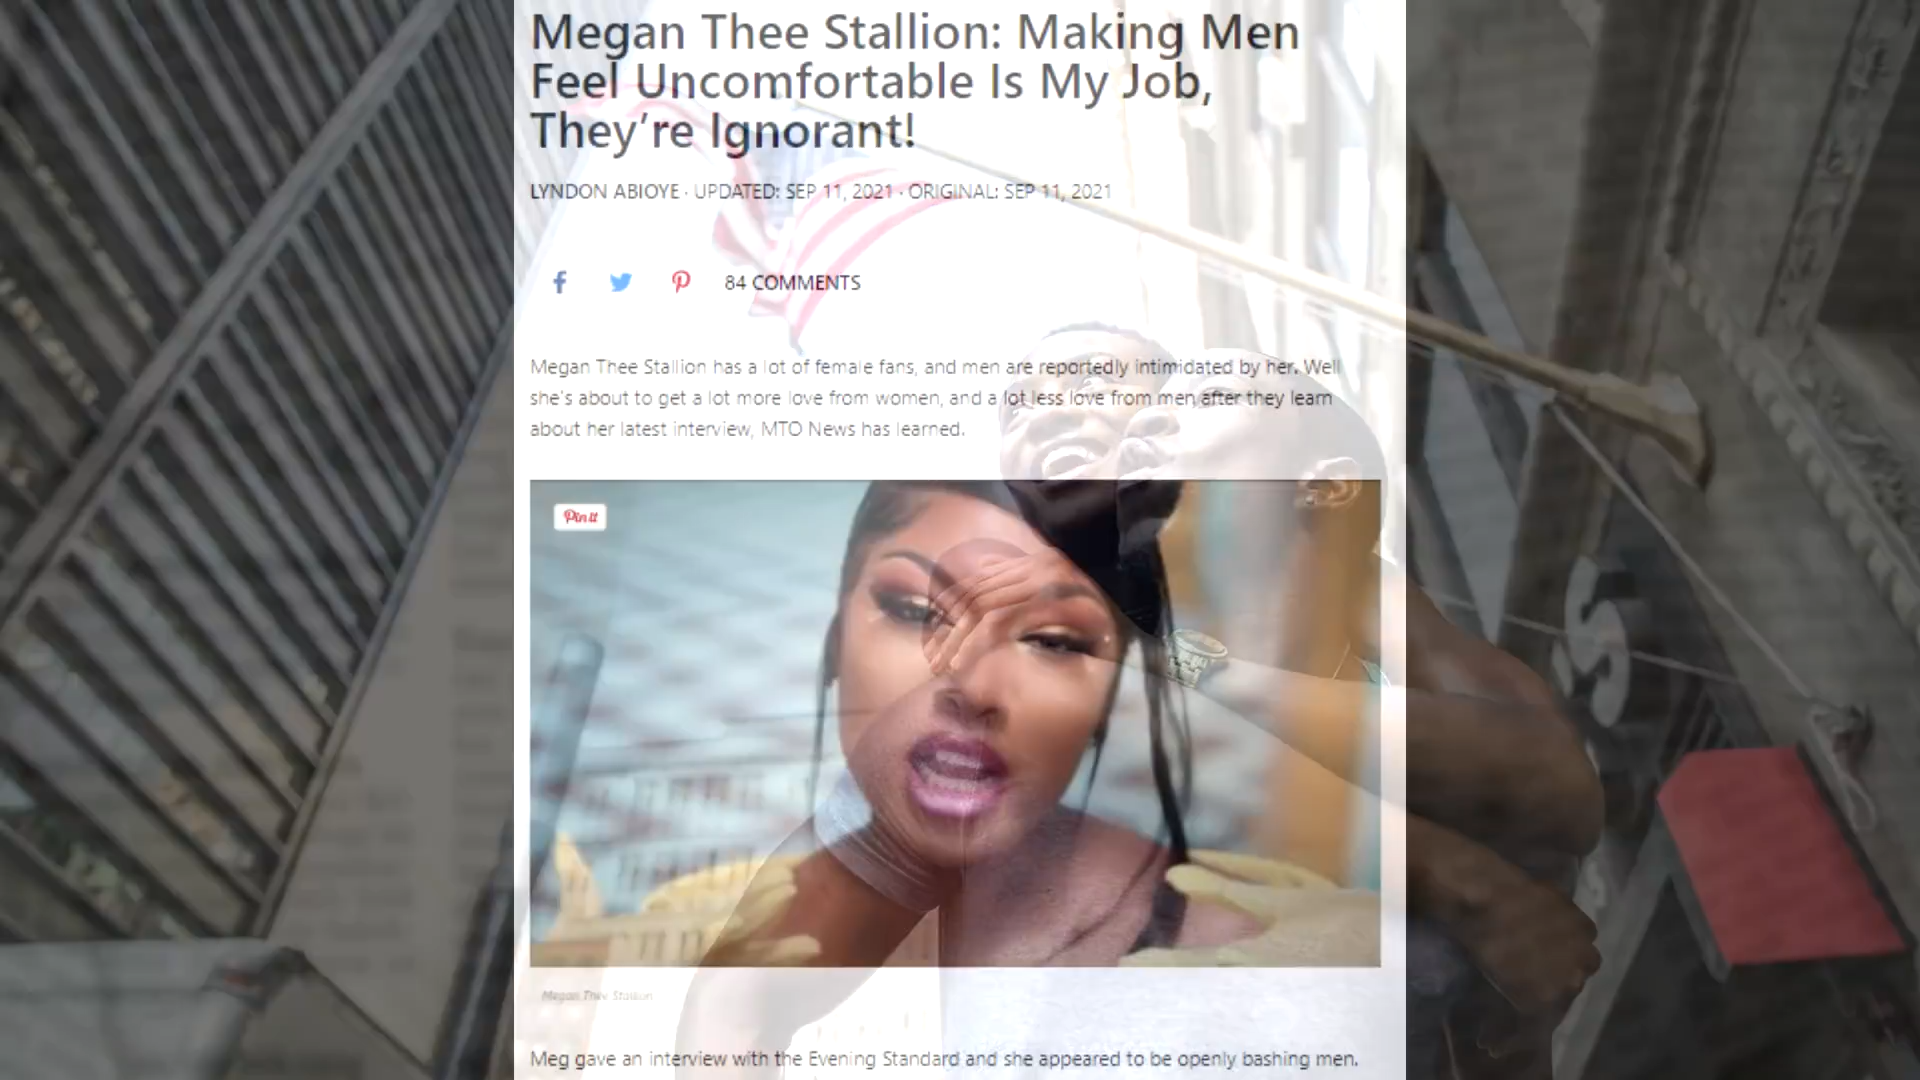 Megan Thee Stallion: Making Men
Feel Uncomfortable Is My Job,
They're Ignorant!
LYNDON ABIOYE · UPDATED: SEP 11, 2021 · ORIGINAL: SEP 11, 2021
84 COMMENTS
Megan Thee Stallion has a lot of female fans, and men are reportedly intimidated by her. Well
she's about to get a lot more love from women, and a lot less love from men after they learn
about her latest interview, MTO News has learned.
Pin it
S
Megan Thee Stallion
Meg gave an interview with the Evening Standard and she appeared to be openly bashing men.